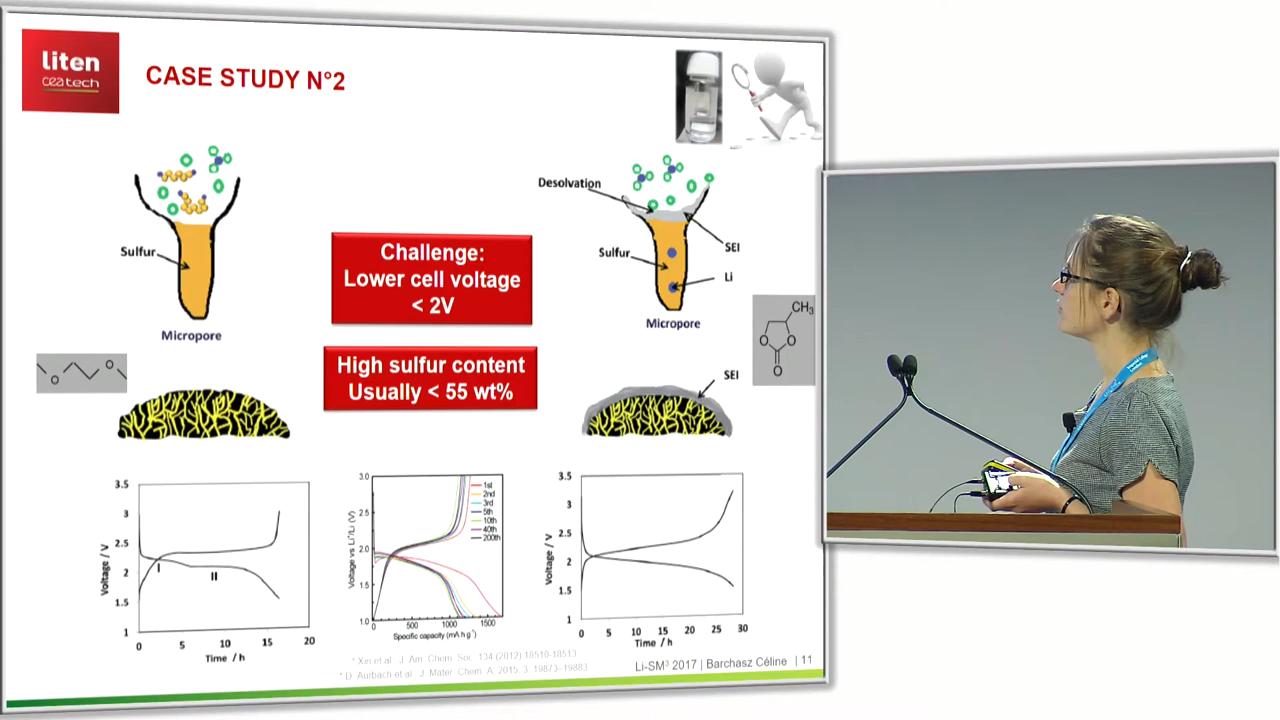 liten
ceatech
CASE STUDY N°2
Sulfur
Micropore
Challenge:
Lower cell voltage
< 2V
High sulfur content
Usually < 55 wt%
Desolvation
Sulfur
SEI
Li
Micropore
CH₃
O
O
O
O
O
SEI
3.5
3
2.5
2
1.5
1
Voltage / V
I
II
0
5
10
15
20
Time / h
3.0
2.5
2.0
1.5
1.0
Voltage vs Li⁺/Li (V)
1st
2nd
3rd
5th
10th
40th
200th
0
500
1000
1500
Specific capacity (mA h g⁻¹)
3.5
3
2.5
2
1.5
1
Voltage / V
0
5
10
15
20
25
30
Time / h
* Xin et al. J. Am. Chem. Soc. 134 (2012) 18510-18513
* D. Aurbach et al. J. Mater. Chem. A, 2015, 3, 19873–19883
Li-SM³ 2017 | Barchasz Céline | 11